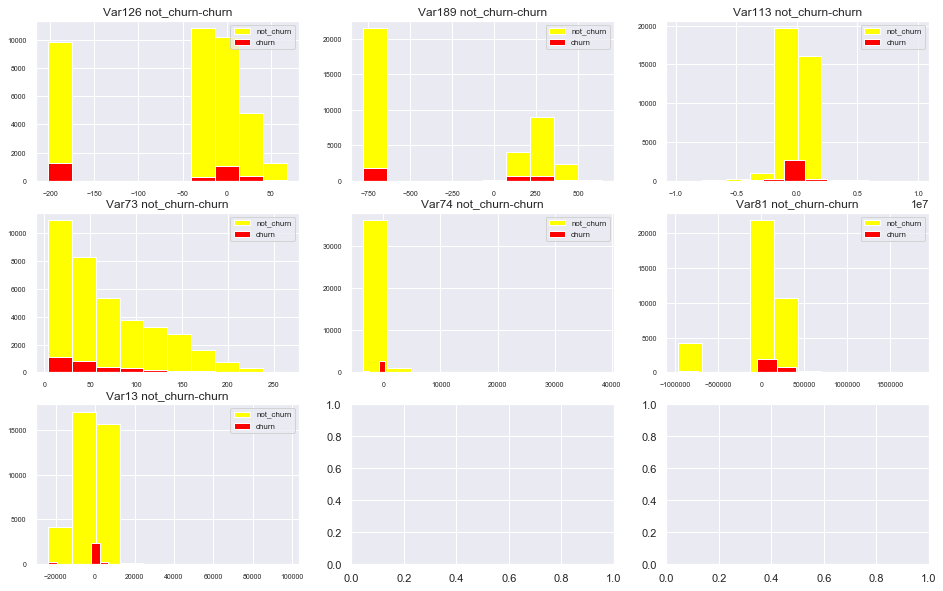 Var126 not_churn-churn
not_churn
churn
10000
8000
6000
4000
2000
0
−200 −150 −100 −50 0 50
Var189 not_churn-churn
not_churn
churn
20000
15000
10000
5000
0
−750 −500 −250 0 250 500
Var113 not_churn-churn
not_churn
churn
20000
15000
10000
5000
0
−1.0 −0.5 0.0 0.5 1.0
1e7
Var73 not_churn-churn
not_churn
churn
10000
8000
6000
4000
2000
0
0 50 100 150 200 250
Var74 not_churn-churn
not_churn
churn
30000
20000
10000
0
0 10000 20000 30000 40000
Var81 not_churn-churn
not_churn
churn
20000
15000
10000
5000
0
−1000000 −500000 0 500000 1000000 1500000
Var13 not_churn-churn
not_churn
churn
15000
10000
5000
0
−20000 0 20000 40000 60000 80000 100000
1.0
0.8
0.6
0.4
0.2
0.0
0.0 0.2 0.4 0.6 0.8 1.0
1.0
0.8
0.6
0.4
0.2
0.0
0.0 0.2 0.4 0.6 0.8 1.0